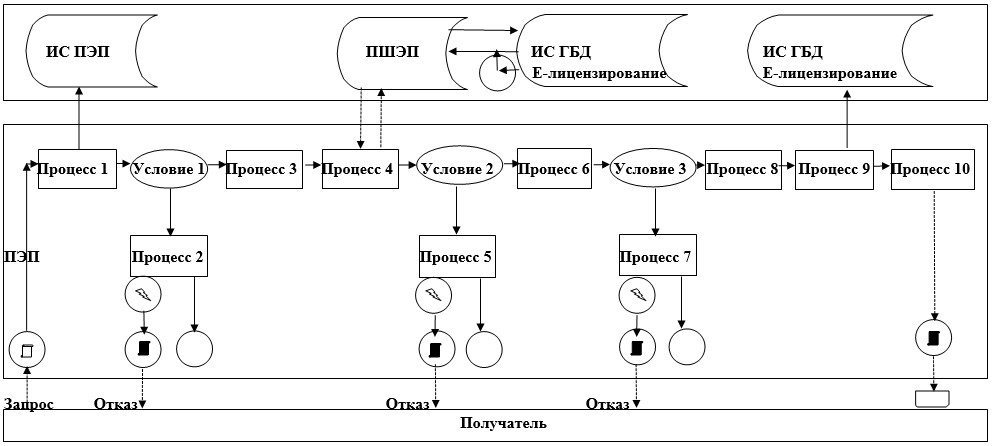 ИС ПЭП
ПШЭП
ИС ГБД
Е-лицензирование
ИС ГБД
Е-лицензирование
Процесс 1
Условие 1
Процесс 3
Процесс 4
Условие 2
Процесс 6
Условие 3
Процесс 8
Процесс 9
Процесс 10
ПЭП
Процесс 2
Процесс 5
Процесс 7
Запрос
Отказ
Отказ
Отказ
Получатель